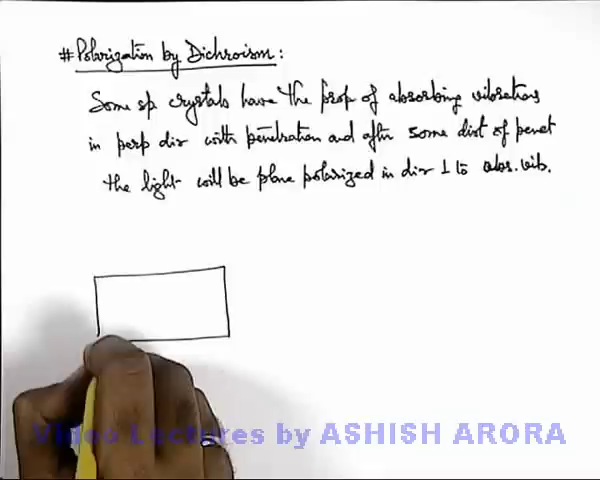 # Polarization by Dichroism :
Some sp crystals have the prop of absorbing vibrations
in perp dir with penetration and after some dist of penet
the light will be plane polarized in dir ⊥ to abs. vib.
Video Lectures by ASHISH ARORA